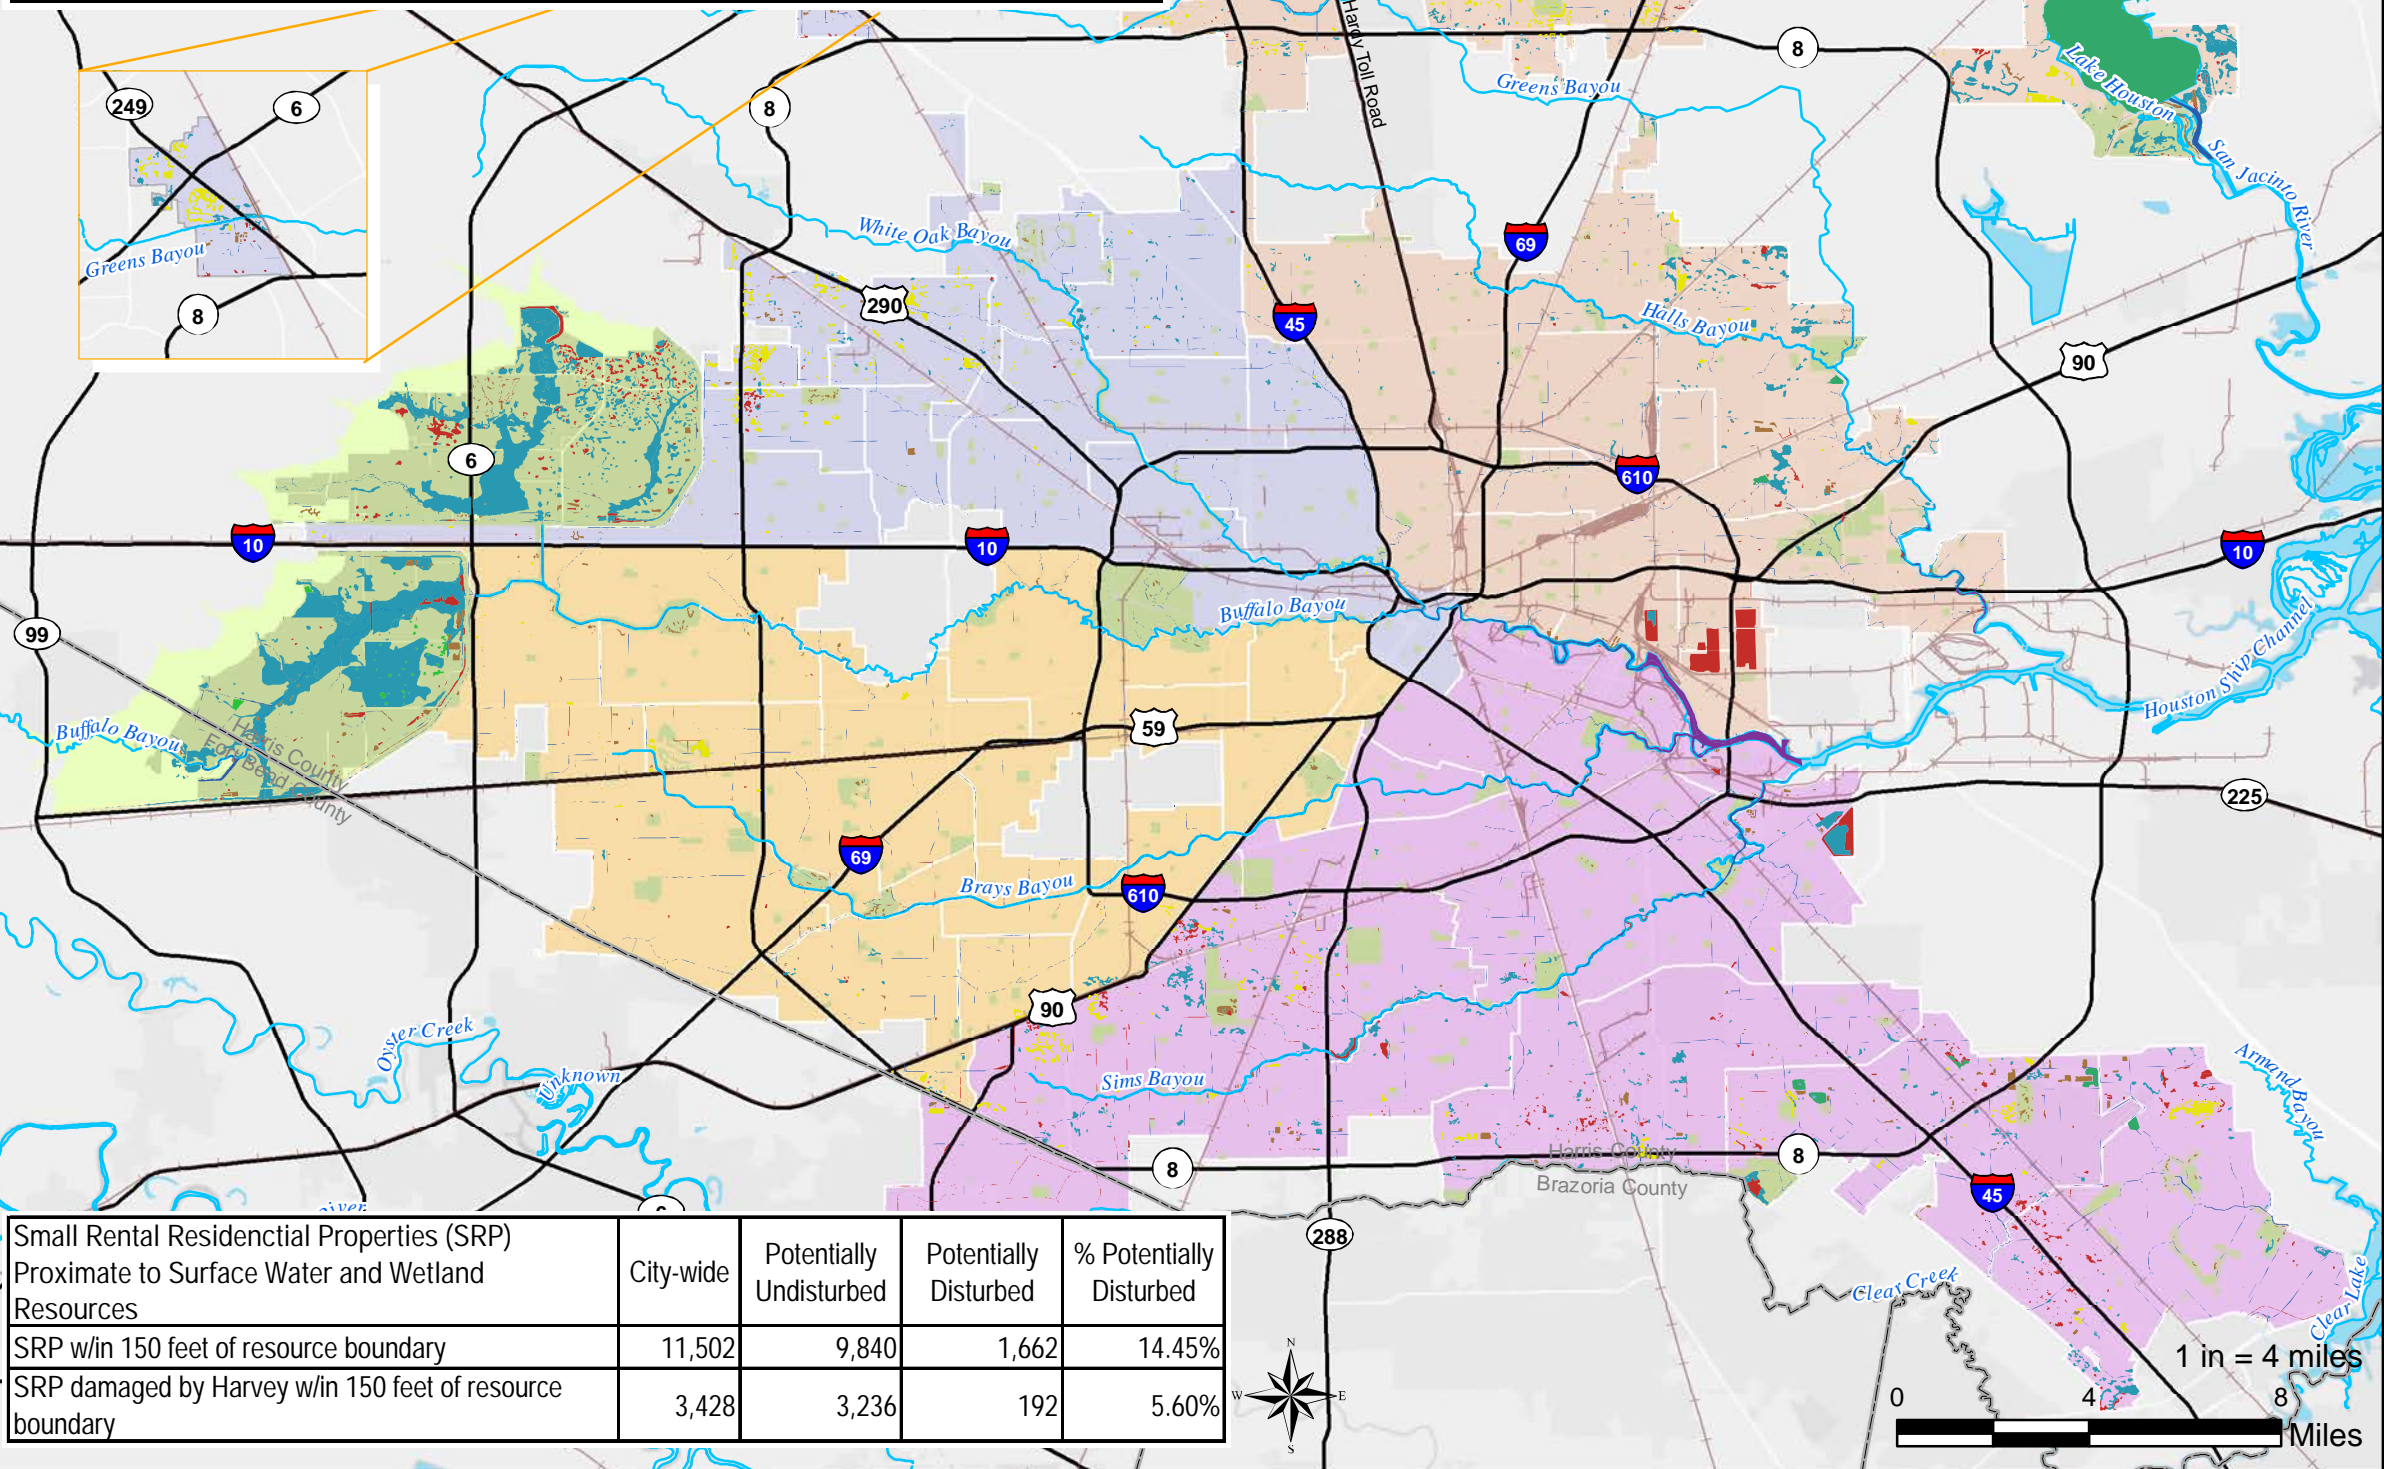 Hardy Toll Road
8
Lake Houston
Greens Bayou
249
6
8
San Jacinto River
White Oak Bayou
69
Greens Bayou
290
45
Halls Bayou
8
90
6
610
10
10
10
Buffalo Bayou
99
Houston Ship Channel
Buffalo Bayou
Harris County
Fort Bend County
59
225
69
Brays Bayou
610
90
Oyster Creek
Unknown
Sims Bayou
Armand Bayou
Harris County
8
8
Brazoria County
45
River
6
288
Clear Creek
Clear Lake
Small Rental Residenctial Properties (SRP)
Proximate to Surface Water and Wetland
Resources
City-wide
Potentially
Undisturbed
Potentially
Disturbed
% Potentially
Disturbed
SRP w/in 150 feet of resource boundary
11,502
9,840
1,662
14.45%
SRP damaged by Harvey w/in 150 feet of resource
boundary
3,428
3,236
192
5.60%
N
W
E
S
1 in = 4 miles
0 4 8
Miles